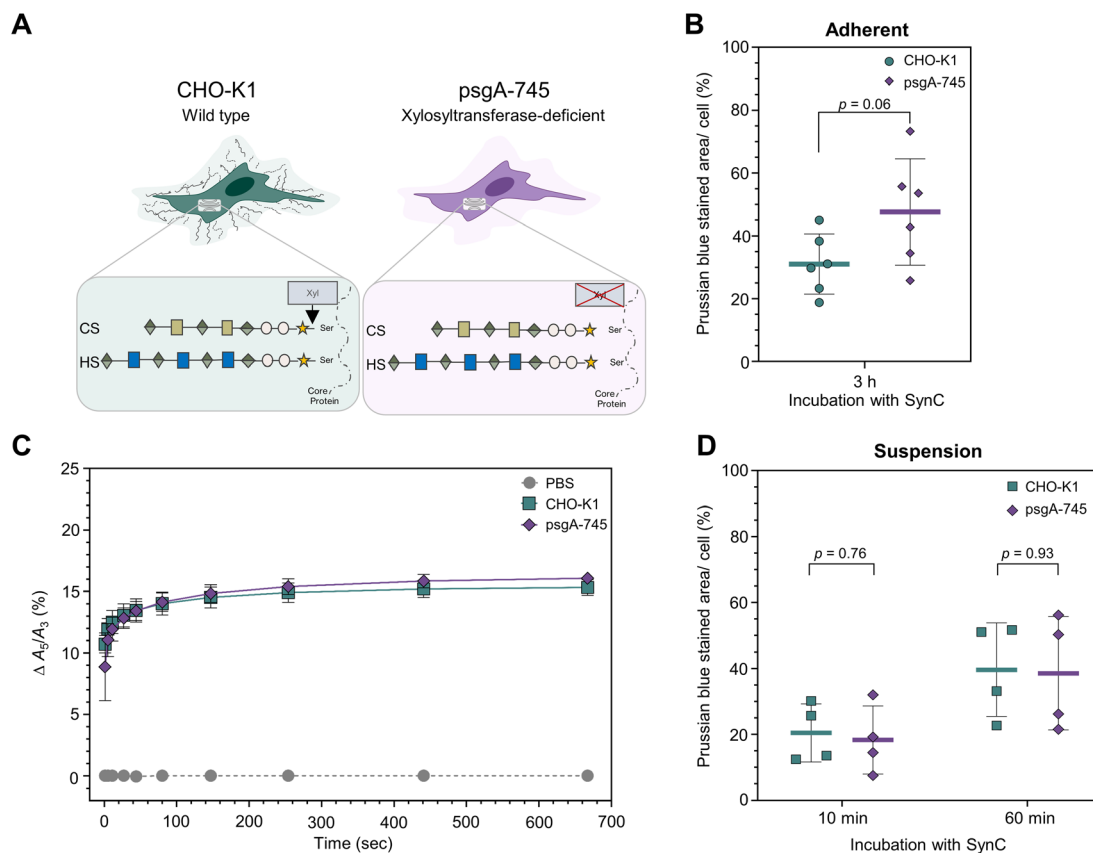 A
CHO-K1
Wild type
psgA-745
Xylosyltransferase-deficient
Xyl
CS
Ser
HS
Ser
Core
Protein
Xyl
CS
Ser
HS
Ser
Core
Protein
B
Adherent
CHO-K1
psgA-745
p = 0.06
Prussian blue stained area/ cell (%)
100
80
60
40
20
0
3 h
Incubation with SynC
C
PBS
CHO-K1
psgA-745
Δ A5/A3 (%)
25
20
15
10
5
0
0
100
200
300
400
500
600
700
Time (sec)
D
Suspension
CHO-K1
psgA-745
p = 0.76
p = 0.93
Prussian blue stained area/ cell (%)
100
80
60
40
20
0
10 min
60 min
Incubation with SynC